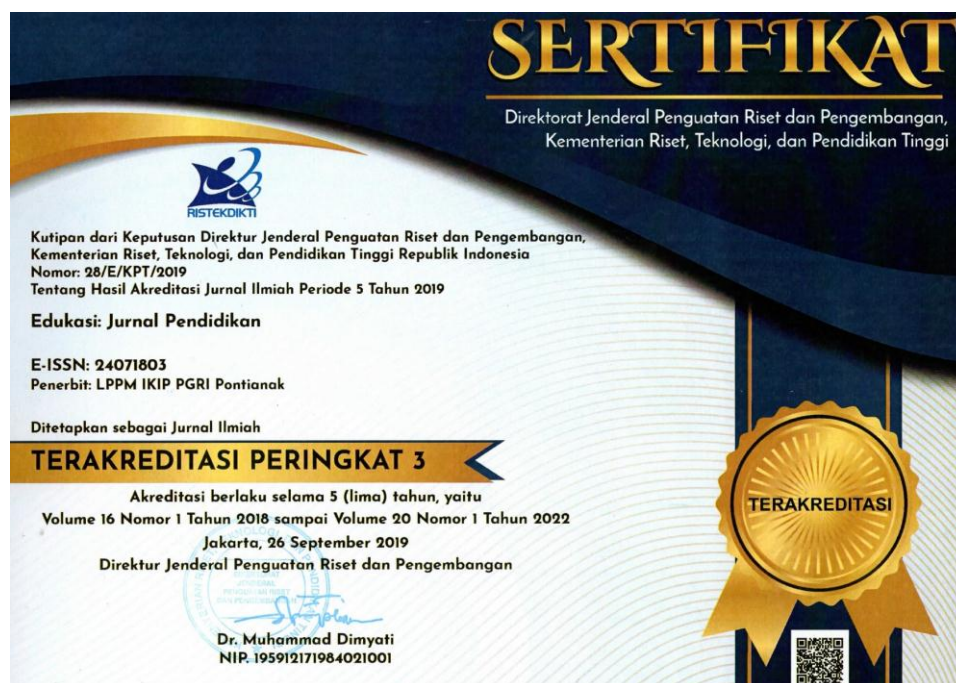 SERTIFIKAT
Direktorat Jenderal Penguatan Riset dan Pengembangan,
Kementerian Riset, Teknologi, dan Pendidikan Tinggi
RISTEKDIKTI
Kutipan dari Keputusan Direktur Jenderal Penguatan Riset dan Pengembangan,
Kementerian Riset, Teknologi, dan Pendidikan Tinggi Republik Indonesia
Nomor: 28/E/KPT/2019
Tentang Hasil Akreditasi Jurnal Ilmiah Periode 5 Tahun 2019
Edukasi: Jurnal Pendidikan
E-ISSN: 24071803
Penerbit: LPPM IKIP PGRI Pontianak
Ditetapkan sebagai Jurnal Ilmiah
TERAKREDITASI PERINGKAT 3
Akreditasi berlaku selama 5 (lima) tahun, yaitu
Volume 16 Nomor 1 Tahun 2018 sampai Volume 20 Nomor 1 Tahun 2022
Jakarta, 26 September 2019
Direktur Jenderal Penguatan Riset dan Pengembangan
Dr. Muhammad Dimyati
NIP. 195912171984021001
TERAKREDITASI